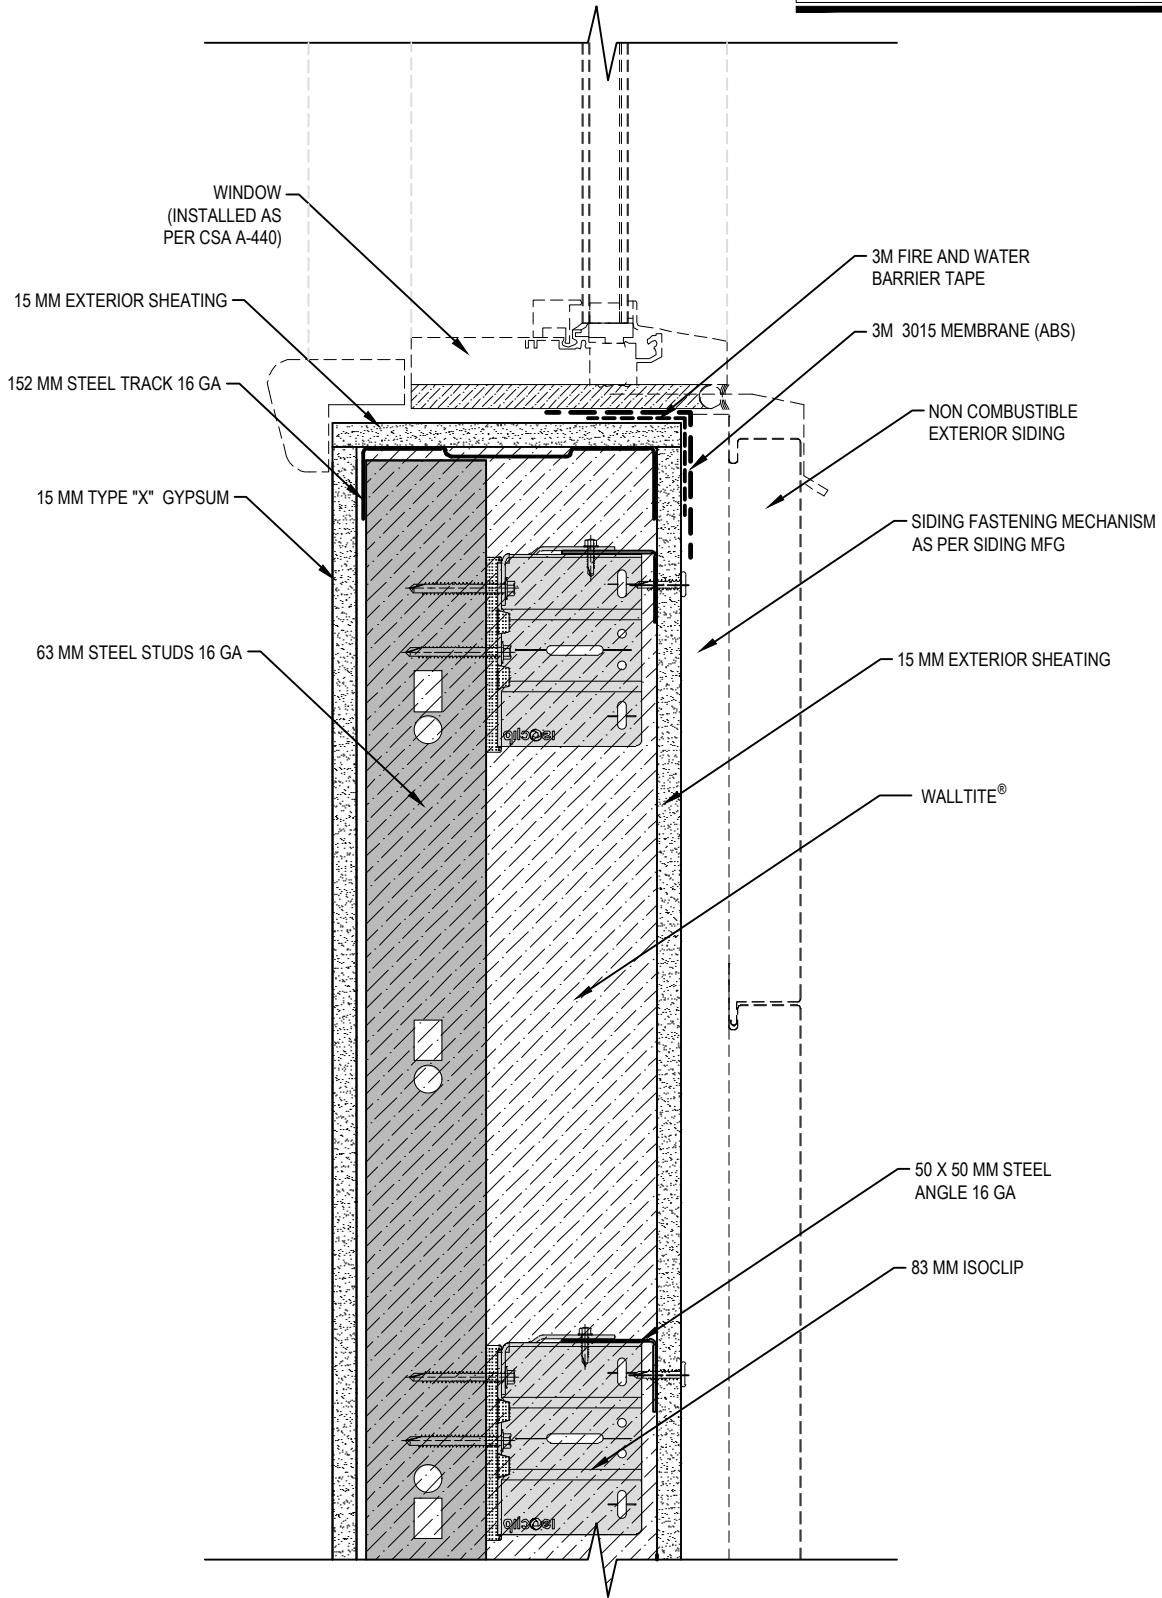 WINDOW
(INSTALLED AS
PER CSA A-440)
15 MM EXTERIOR SHEATING
152 MM STEEL TRACK 16 GA
15 MM TYPE "X" GYPSUM
63 MM STEEL STUDS 16 GA
3M FIRE AND WATER
BARRIER TAPE
3M 3015 MEMBRANE (ABS)
NON COMBUSTIBLE
EXTERIOR SIDING
SIDING FASTENING MECHANISM
AS PER SIDING MFG
15 MM EXTERIOR SHEATING
WALLTITE®
50 X 50 MM STEEL
ANGLE 16 GA
83 MM ISOCLIP
isoclip
isoclip